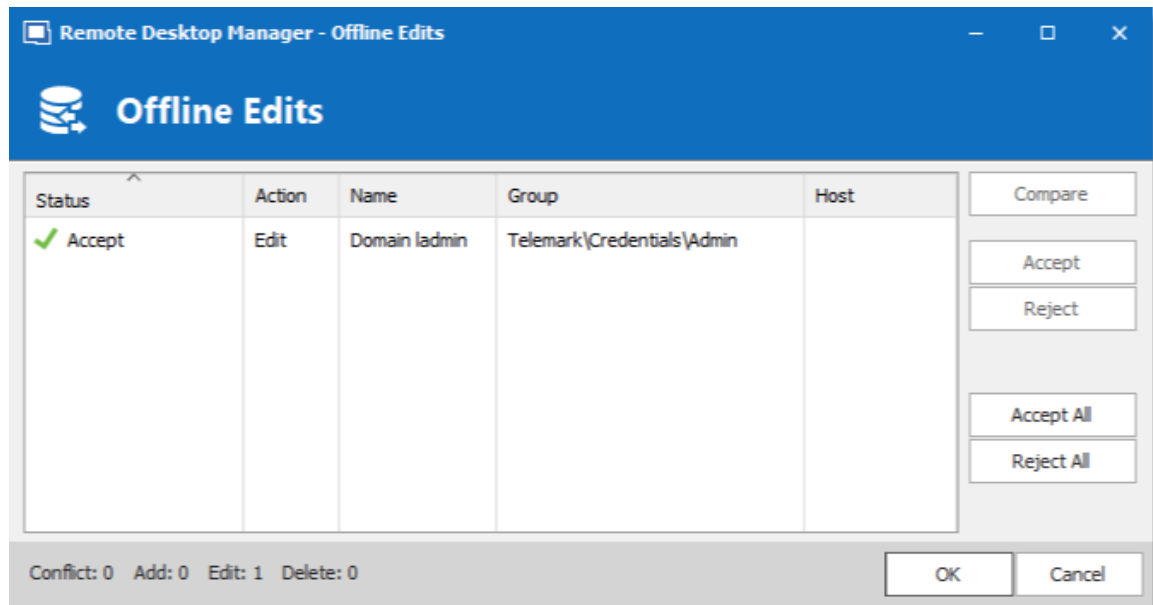 Remote Desktop Manager - Offline Edits
Offline Edits
Status Action Name Group Host
Accept Edit Domain ladmin Telemark\Credentials\Admin
Compare
Accept
Reject
Accept All
Reject All
Conflict: 0 Add: 0 Edit: 1 Delete: 0
OK Cancel